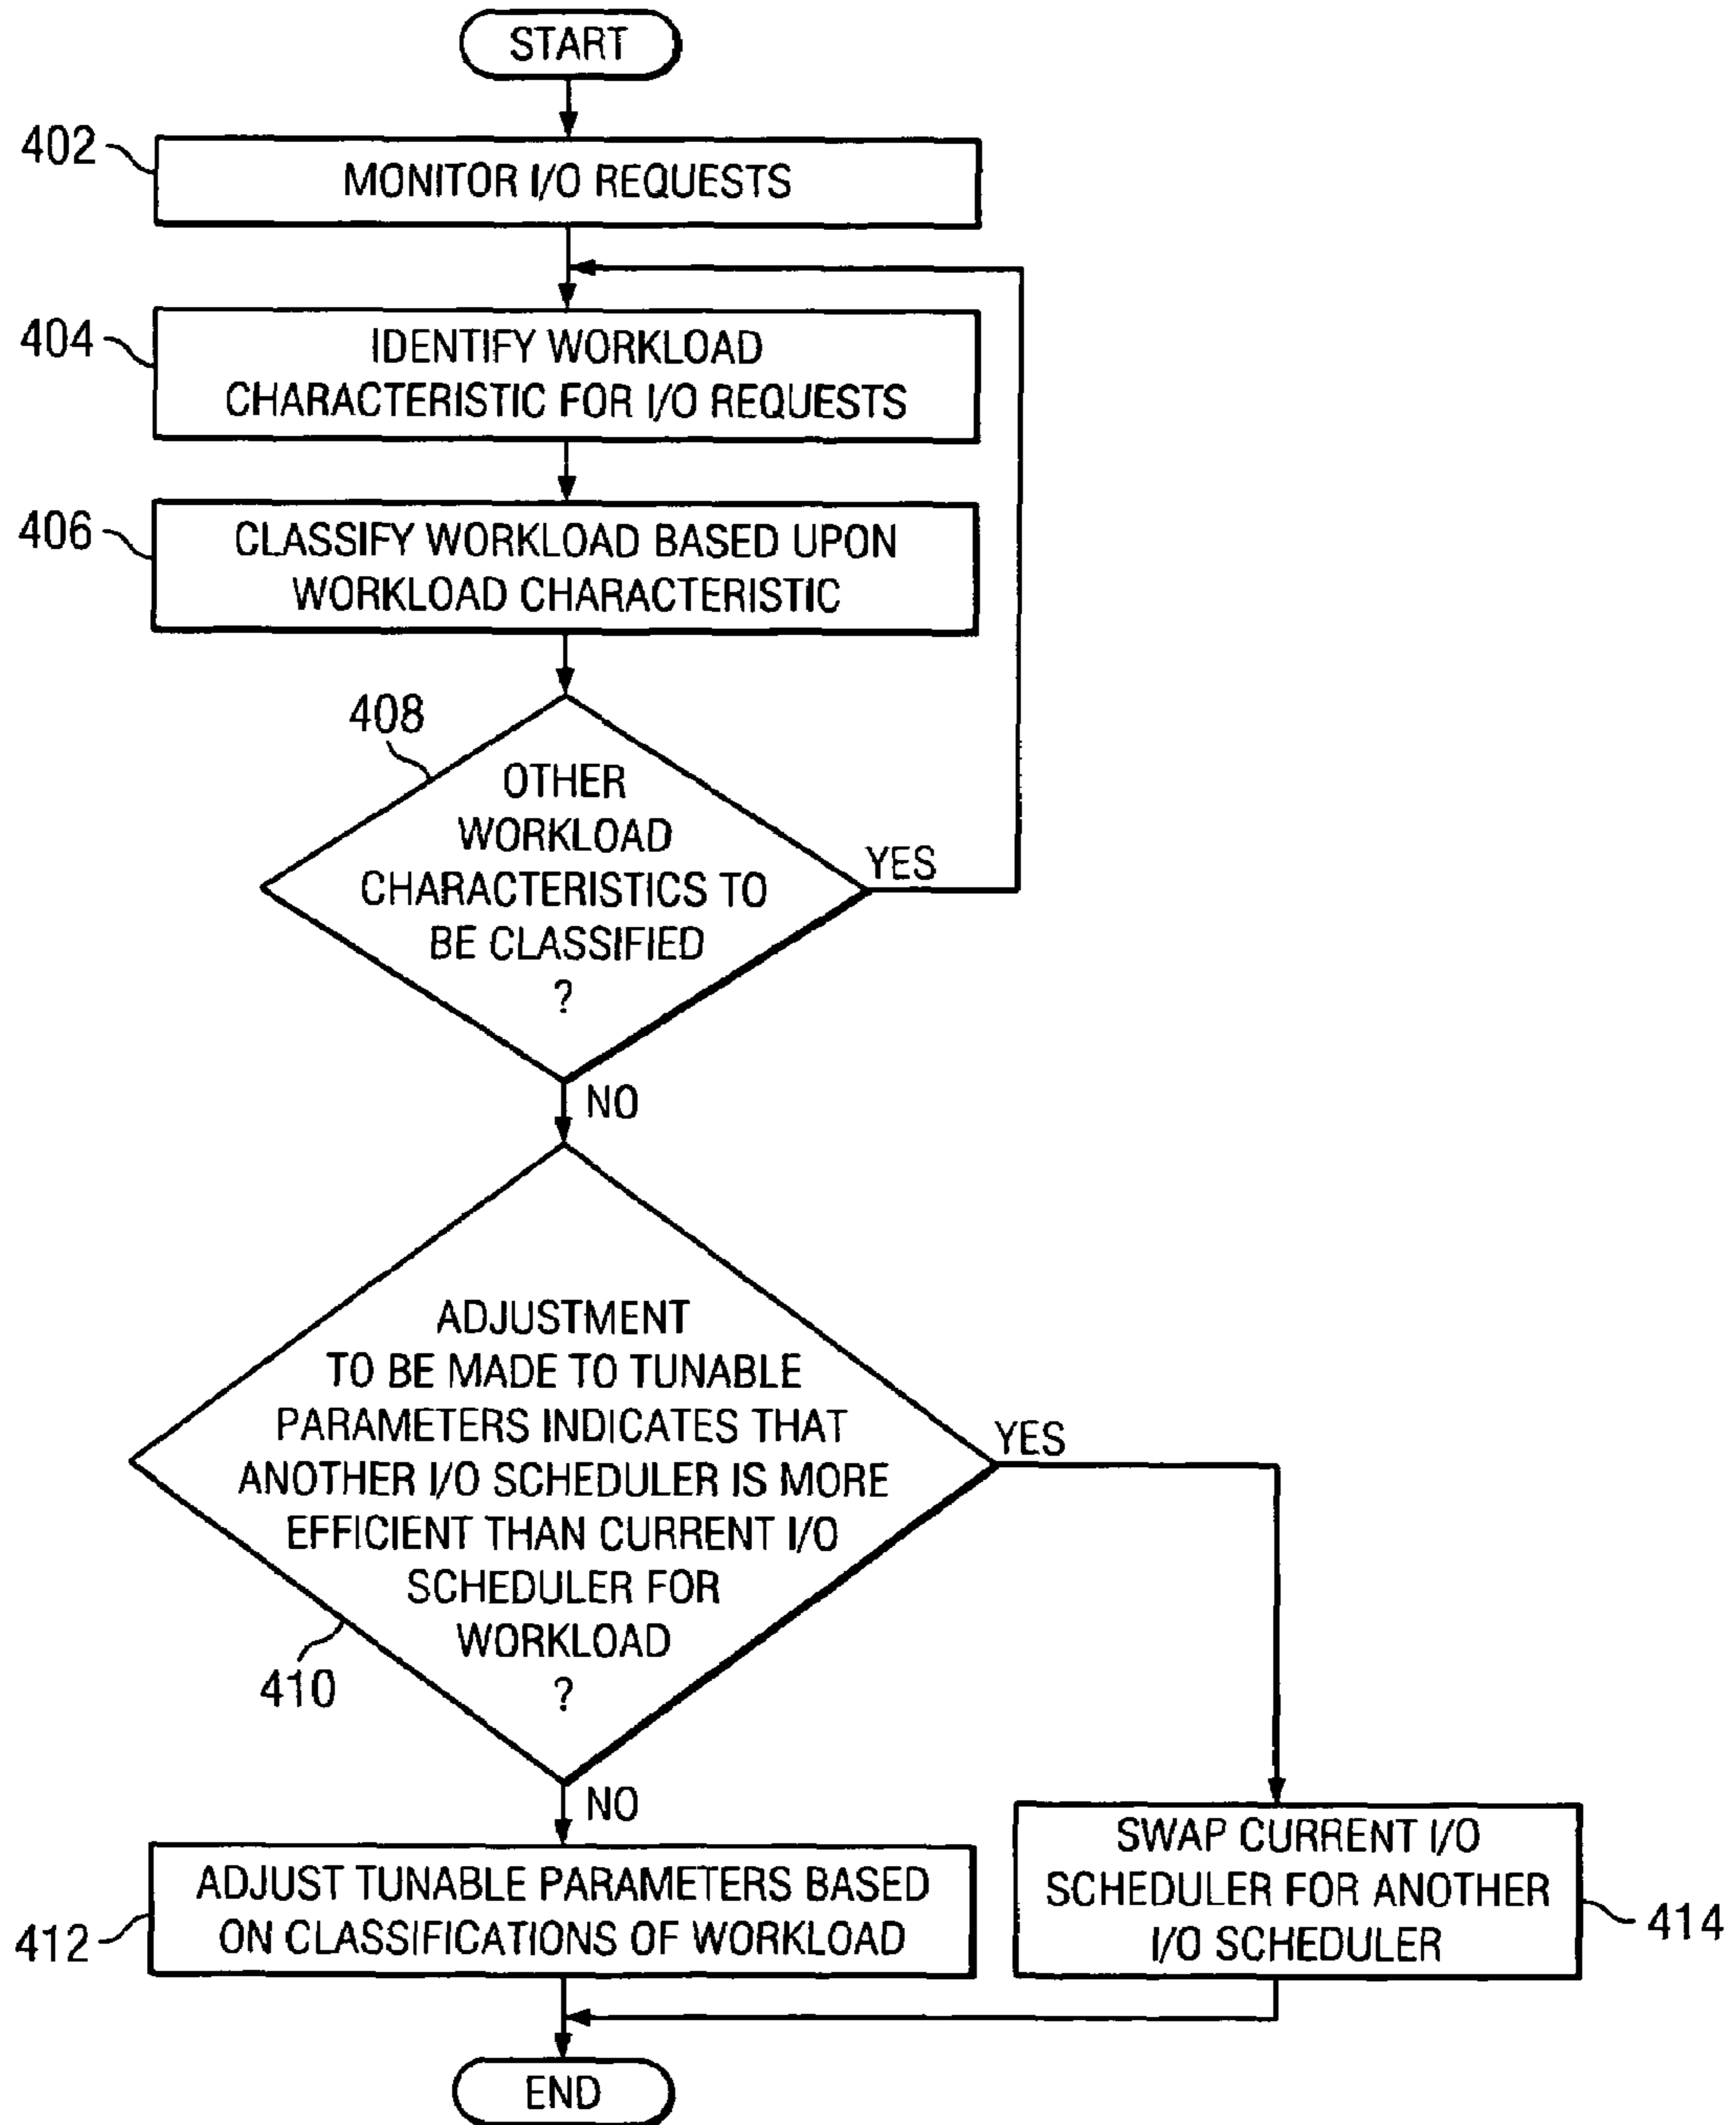 START
402
MONITOR I/O REQUESTS
404
IDENTIFY WORKLOAD
CHARACTERISTIC FOR I/O REQUESTS
406
CLASSIFY WORKLOAD BASED UPON
WORKLOAD CHARACTERISTIC
408
OTHER
WORKLOAD
CHARACTERISTICS TO
BE CLASSIFIED
?
YES
NO
ADJUSTMENT
TO BE MADE TO TUNABLE
PARAMETERS INDICATES THAT
ANOTHER I/O SCHEDULER IS MORE
EFFICIENT THAN CURRENT I/O
SCHEDULER FOR
WORKLOAD
?
410
YES
NO
412
ADJUST TUNABLE PARAMETERS BASED
ON CLASSIFICATIONS OF WORKLOAD
SWAP CURRENT I/O
SCHEDULER FOR ANOTHER
I/O SCHEDULER
414
END